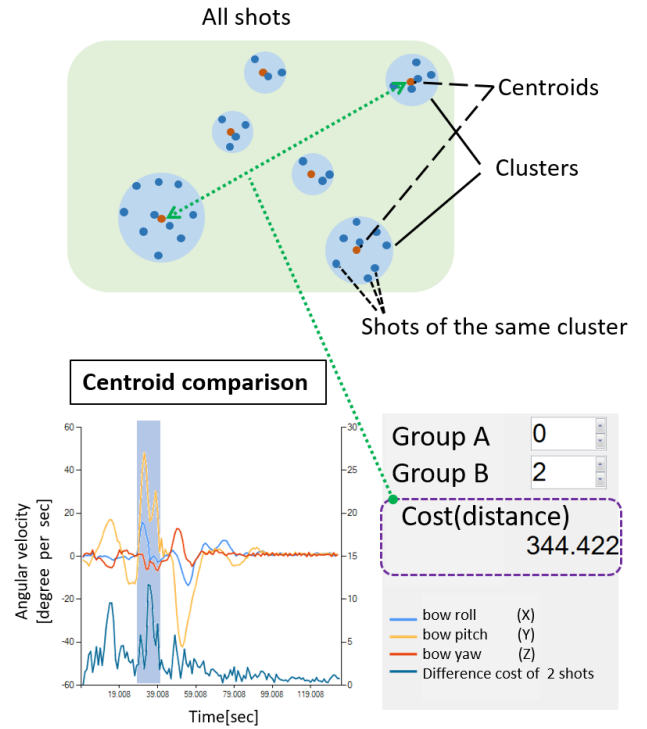 All shots
Centroids
Clusters
Shots of the same cluster
Centroid comparison
60
40
20
0
-20
-40
-60
30
25
20
15
10
5
0
Angular velocity
[degree per sec]
19.008
39.008
59.008
79.008
99.008
119.008
Time[sec]
Group A 0
Group B 2
Cost(distance)
344.422
bow roll (X)
bow pitch (Y)
bow yaw (Z)
Difference cost of 2 shots